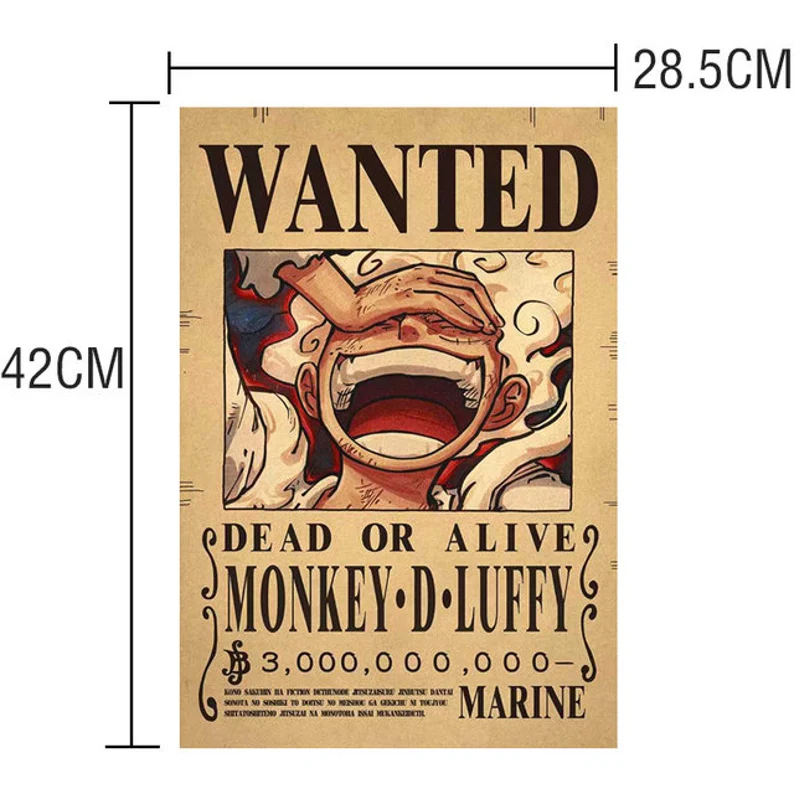 28.5CM
42CM
WANTED
DEAD OR ALIVE
MONKEY·D·LUFFY
3,000,000,000-
KONO SAKUHIN HA FICTION DETHUNODE JITSUZAISURU JINBUTSU DANTAI
SONOTA NO SOSHIKI TO DOITSU NO MEISHOU GA GEKICHU NI TOUJYOU
SHITATOSHITEMO JITSUZAI NA MONOTOHA ISSAI MUKANKEIDETH.
MARINE